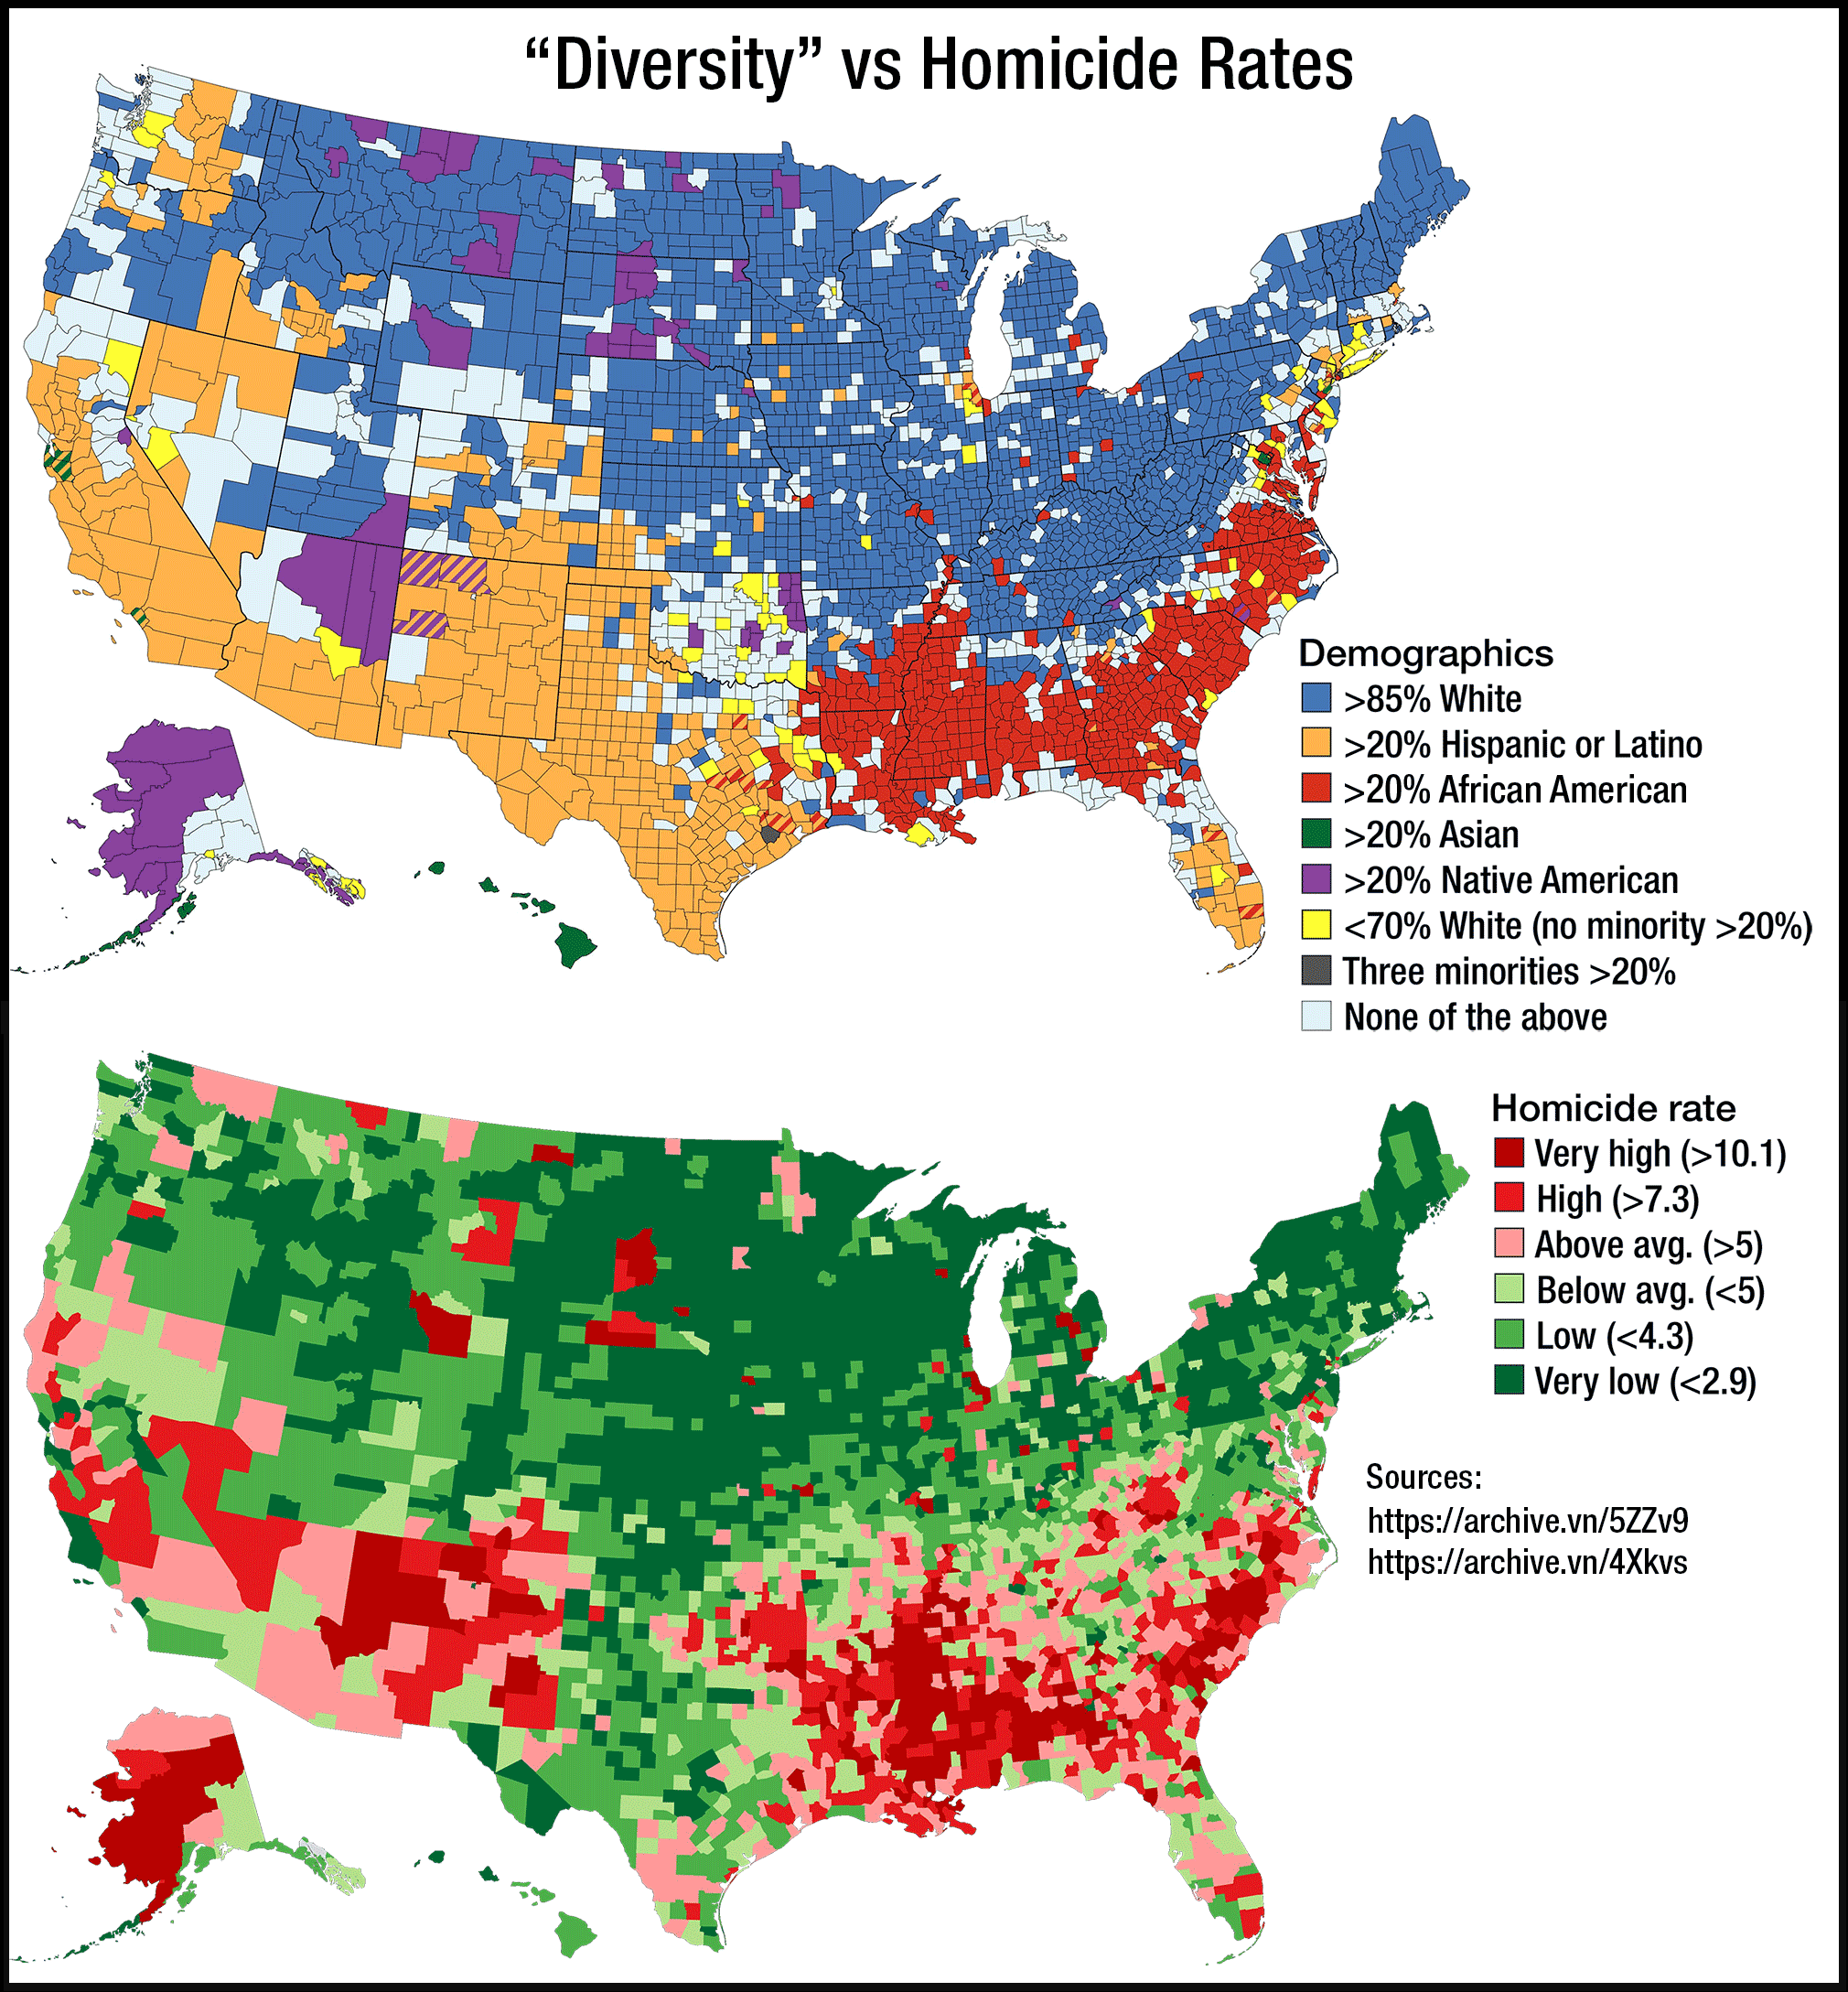 “Diversity” vs Homicide Rates
Demographics
>85% White
>20% Hispanic or Latino
>20% African American
>20% Asian
>20% Native American
<70% White (no minority >20%)
Three minorities >20%
None of the above
Homicide rate
Very high (>10.1)
High (>7.3)
Above avg. (>5)
Below avg. (<5)
Low (<4.3)
Very low (<2.9)
Sources:
https://archive.vn/5ZZv9
https://archive.vn/4Xkvs